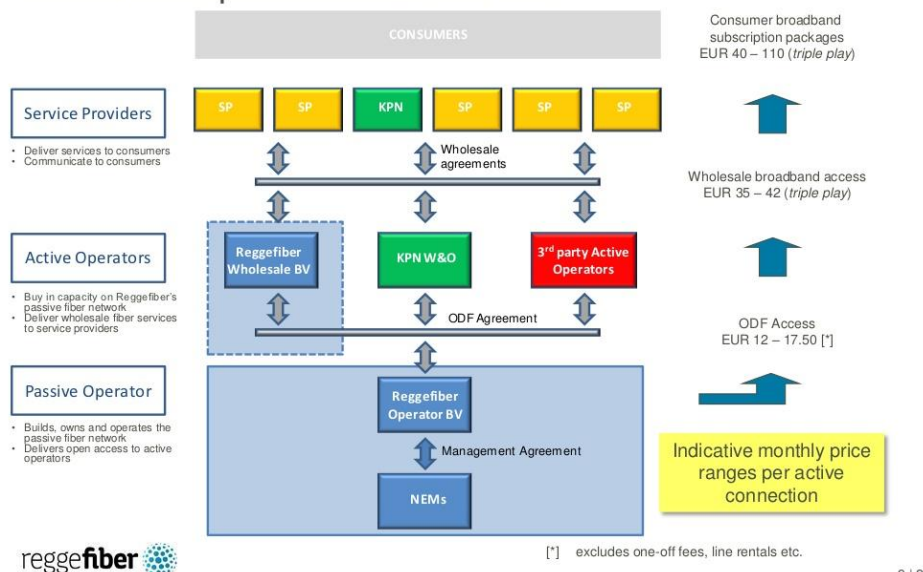 CONSUMERS
Consumer broadband
subscription packages
EUR 40 – 110 (triple play)
Service Providers
• Deliver services to consumers
• Communicate to consumers
SP
SP
KPN
SP
SP
SP
Wholesale
agreements
Wholesale broadband access
EUR 35 – 42 (triple play)
Active Operators
• Buy in capacity on Reggefiber's
passive fiber network
• Deliver wholesale fiber services
to service providers
Reggefiber
Wholesale BV
KPN W&O
3rd party Active
Operators
ODF Agreement
ODF Access
EUR 12 – 17.50 [*]
Passive Operator
• Builds, owns and operates the
passive fiber network
• Delivers open access to active
operators
Reggefiber
Operator BV
Management Agreement
NEMs
Indicative monthly price
ranges per active
connection
reggefiber
[*] excludes one-off fees, line rentals etc.